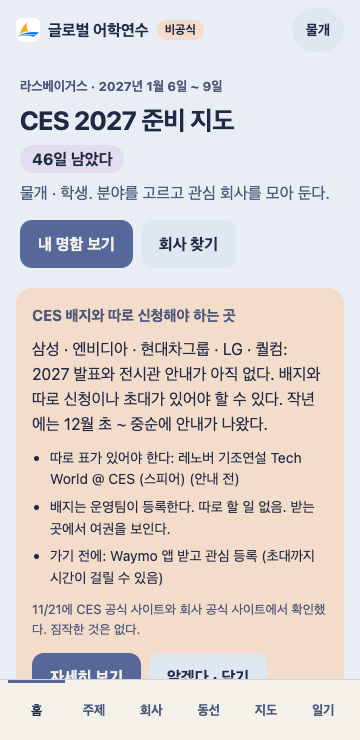 글로벌 어학연수 비공식 물개
라스베이거스 · 2027년 1월 6일 ~ 9일
CES 2027 준비 지도
46일 남았다
물개 · 학생. 분야를 고르고 관심 회사를 모아 둔다.
내 명함 보기 회사 찾기
CES 배지와 따로 신청해야 하는 곳
삼성 · 엔비디아 · 현대차그룹 · LG · 퀄컴:
2027 발표와 전시관 안내가 아직 없다. 배지와
따로 신청이나 초대가 있어야 할 수 있다. 작년
에는 12월 초 ~ 중순에 안내가 나왔다.
• 따로 표가 있어야 한다: 레노버 기조연설 Tech
World @ CES (스피어) (안내 전)
• 배지는 운영팀이 등록한다. 따로 할 일 없음. 받는
곳에서 여권을 보인다.
• 가기 전에: Waymo 앱 받고 관심 등록 (초대까지
시간이 걸릴 수 있음)
11/21에 CES 공식 사이트와 회사 공식 사이트에서 확인했
다. 짐작한 것은 없다.
자세히 보기 알겠다 · 닫기
홈 주제 회사 동선 지도 일기